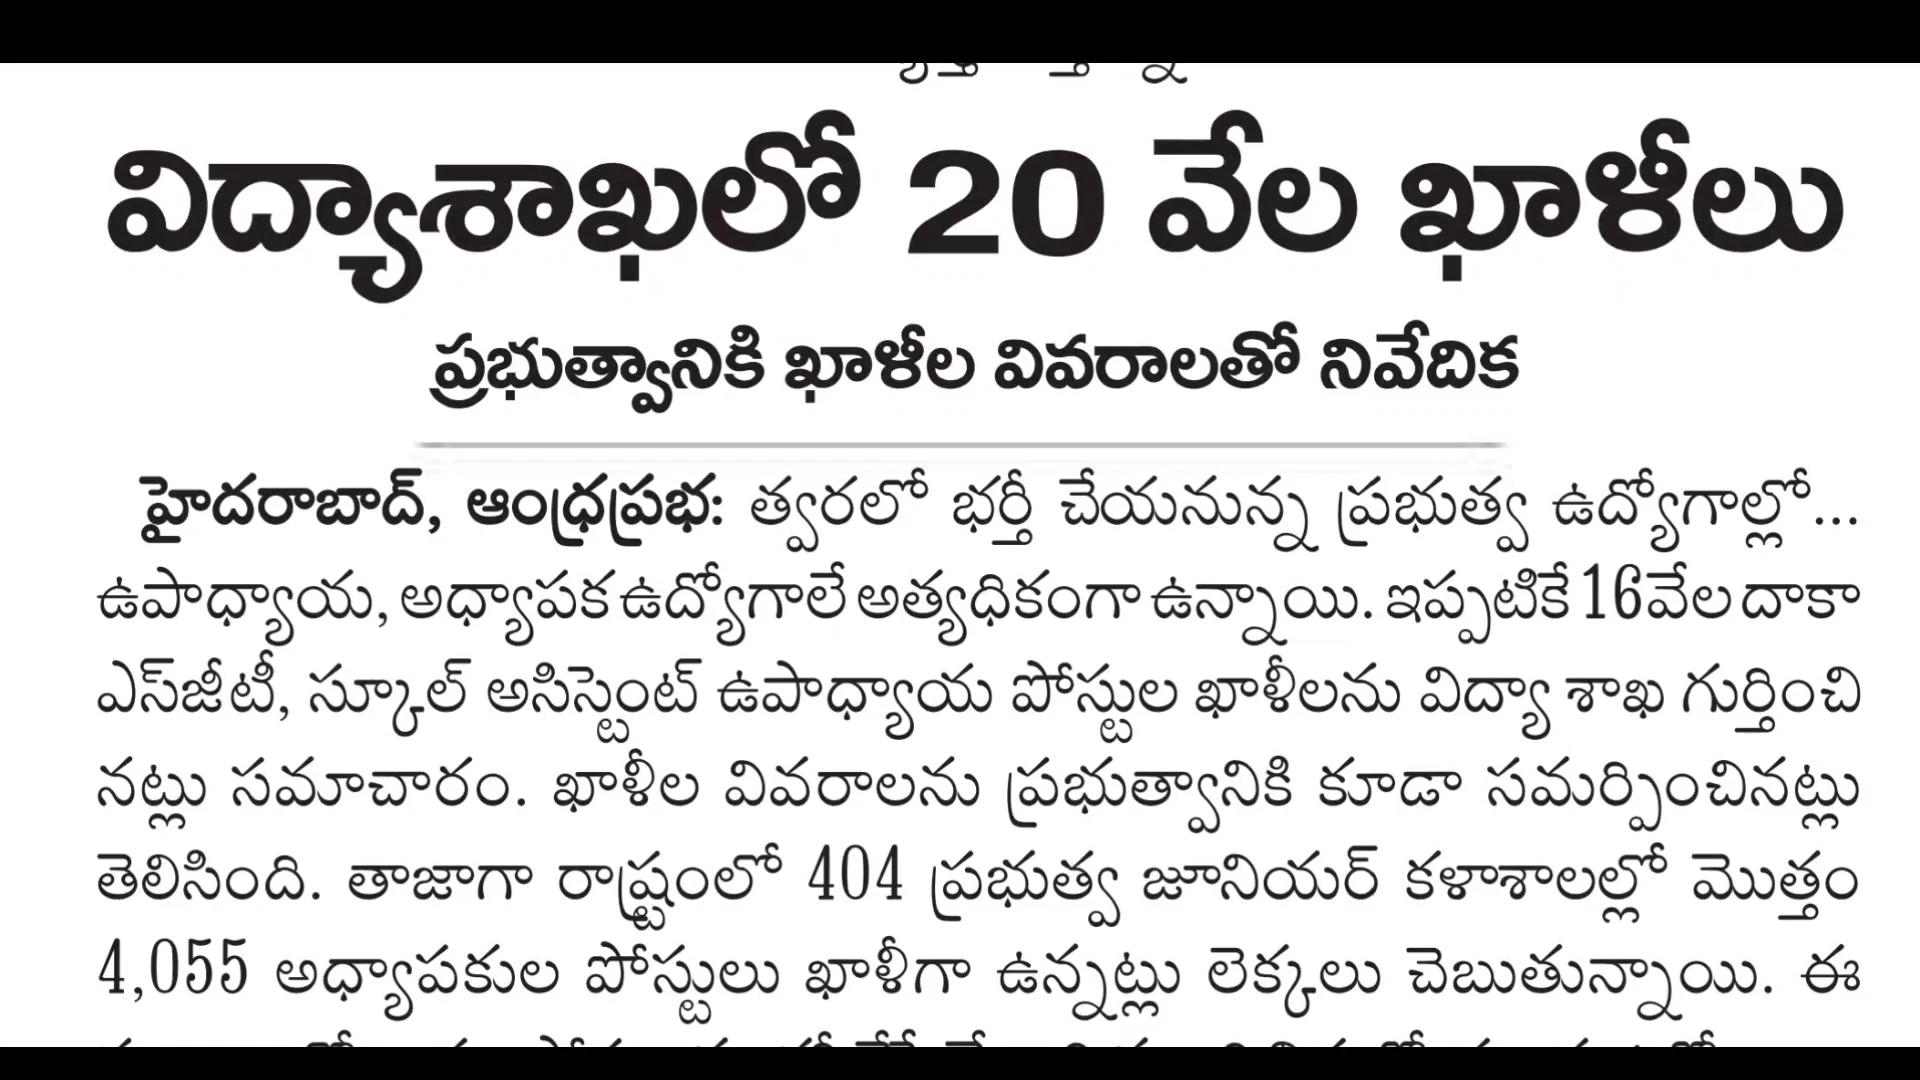 విద్యాశాఖలో 20 వేల ఖాళీలు
ప్రభుత్వానికి ఖాళీల వివరాలతో నివేదిక
హైదరాబాద్, ఆంధ్రప్రభ: త్వరలో భర్తీ చేయనున్న ప్రభుత్వ ఉద్యోగాల్లో...
ఉపాధ్యాయ, అధ్యాపక ఉద్యోగాలే అత్యధికంగా ఉన్నాయి. ఇప్పటికే 16వేల దాకా
ఎస్‌జీటీ, స్కూల్ అసిస్టెంట్ ఉపాధ్యాయ పోస్టుల ఖాళీలను విద్యా శాఖ గుర్తించి
నట్లు సమాచారం. ఖాళీల వివరాలను ప్రభుత్వానికి కూడా సమర్పించినట్లు
తెలిసింది. తాజాగా రాష్ట్రంలో 404 ప్రభుత్వ జూనియర్ కళాశాలల్లో మొత్తం
4,055 అధ్యాపకుల పోస్టులు ఖాళీగా ఉన్నట్లు లెక్కలు చెబుతున్నాయి. ఈ